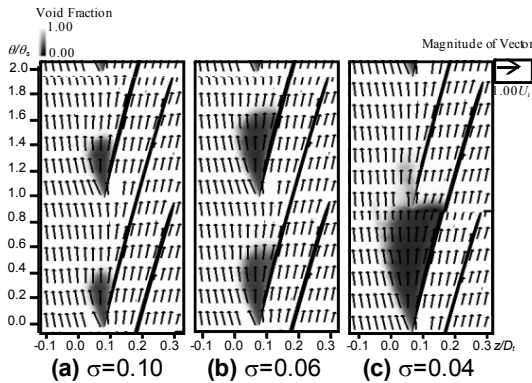 Void Fraction
1.00
0.00
Magnitude of Vector
1.00Ut
θ/θs
2.0
1.8
1.6
1.4
1.2
1.0
0.8
0.6
0.4
0.2
0.0
-0.1 0.0 0.1 0.2 0.3
-0.1 0.0 0.1 0.2 0.3
-0.1 0.0 0.1 0.2 0.3 z/Dt
(a) σ=0.10 (b) σ=0.06 (c) σ=0.04